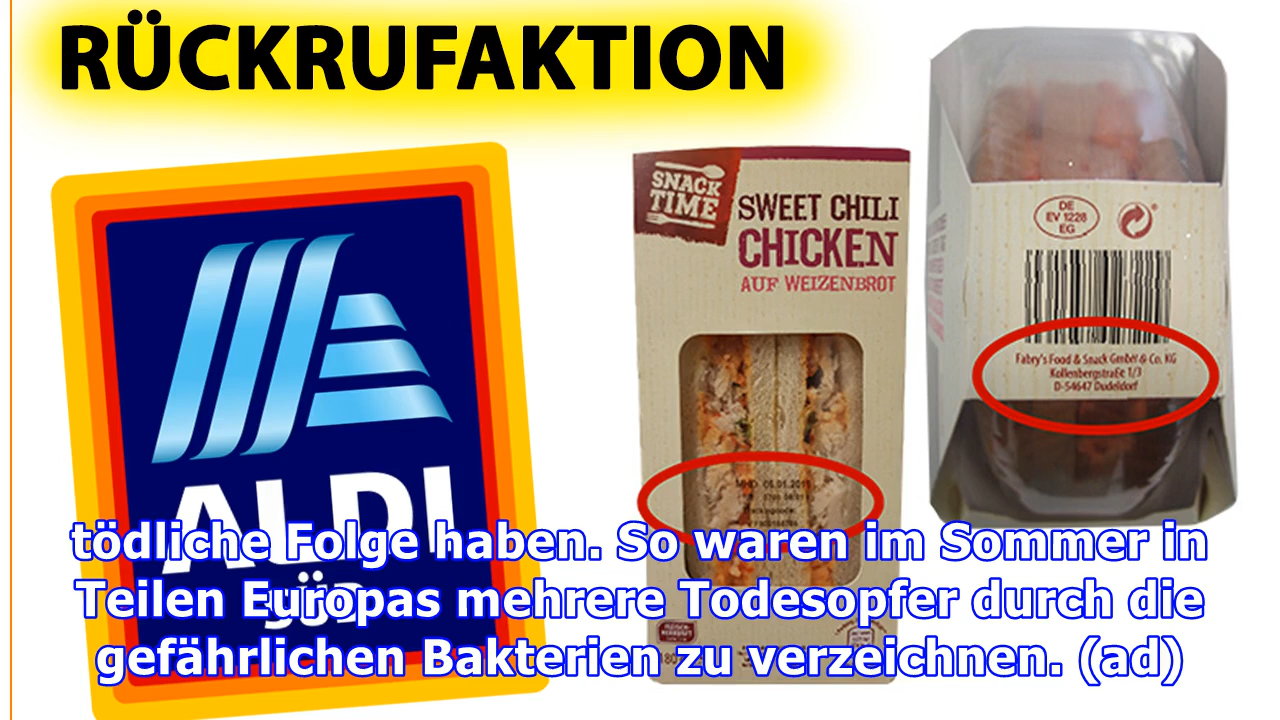 RÜCKRUFAKTION
SNACK
TIME
SWEET CHILI
CHICKEN
AUF WEIZENBROT
DE
EV 1228
EG
Fabry's Food & Snack GmbH & Co. KG
Kollenbergstraße 1/3
D-54647 Dudeldorf
ALDI
SÜD
tödliche Folge haben. So waren im Sommer in
Teilen Europas mehrere Todesopfer durch die
gefährlichen Bakterien zu verzeichnen. (ad)